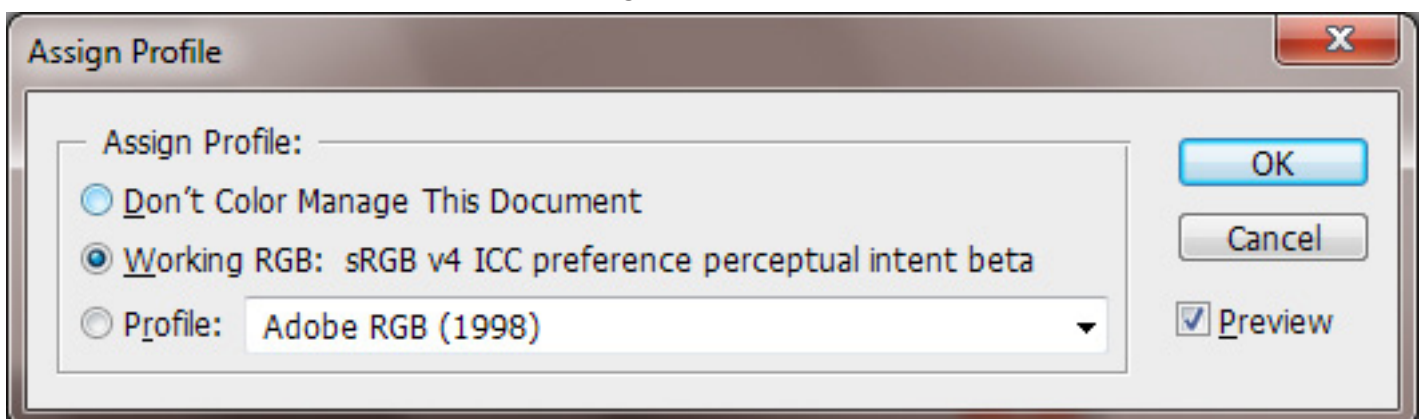 Assign Profile
Assign Profile:
Don't Color Manage This Document
Working RGB: sRGB v4 ICC preference perceptual intent beta
Profile: Adobe RGB (1998)
OK
Cancel
Preview